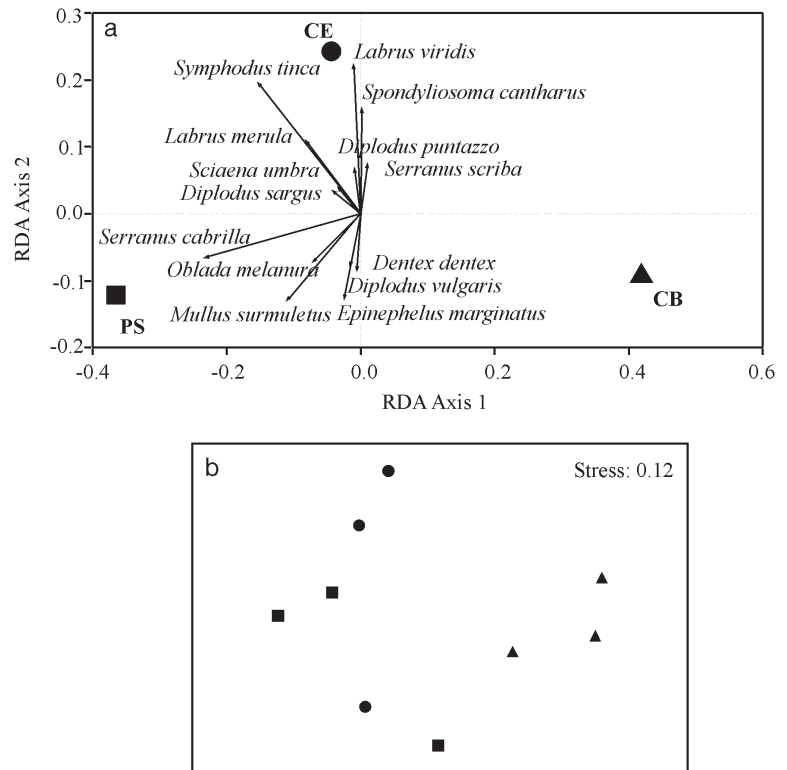 a
CE
Labrus viridis
Symphodus tinca
Spondyliosoma cantharus
Labrus merula
Diplodus puntazzo
Sciaena umbra
Serranus scriba
Diplodus sargus
Serranus cabrilla
Oblada melanura
Dentex dentex
Diplodus vulgaris
Mullus surmuletus
Epinephelus marginatus
PS
CB
0.3
0.2
0.1
0.0
-0.1
-0.2
RDA Axis 2
-0.4 -0.2 0.0 0.2 0.4 0.6
RDA Axis 1
b
Stress: 0.12